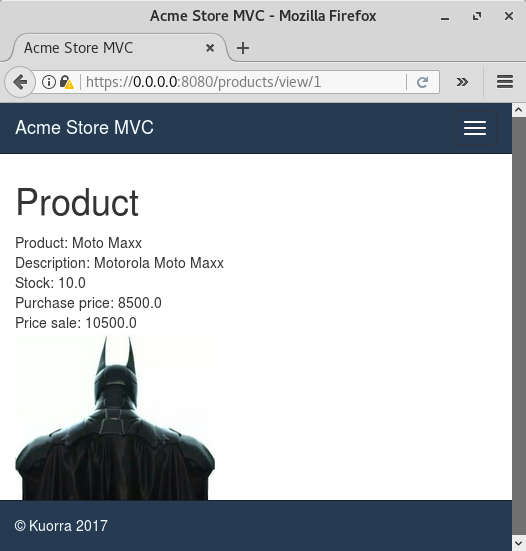 Acme Store MVC - Mozilla Firefox
Acme Store MVC
https://0.0.0.0:8080/products/view/1
Acme Store MVC
Product
Product: Moto Maxx
Description: Motorola Moto Maxx
Stock: 10.0
Purchase price: 8500.0
Price sale: 10500.0
© Kuorra 2017